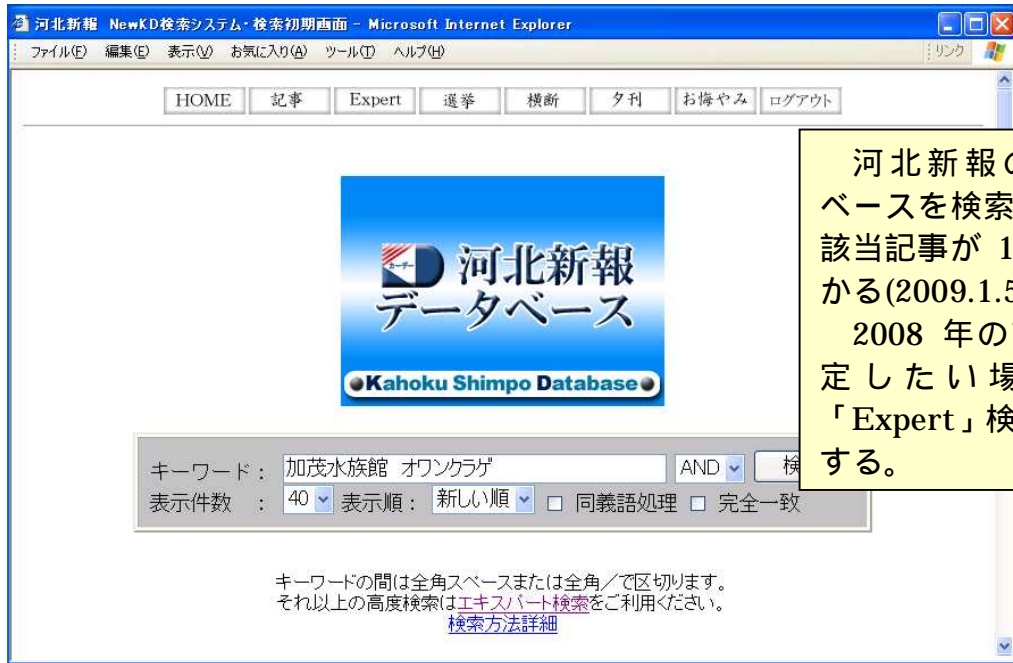 河北新報 NewKD検索システム・検索初期画面 - Microsoft Internet Explorer
ファイル(F) 編集(E) 表示(V) お気に入り(A) ツール(T) ヘルプ(H)
リンク
HOME 記事 Expert 選挙 横断 夕刊 お悔やみ ログアウト
カーナー 河北新報
データベース
Kahoku Shimpo Database
河北新報の
ベースを検索
該当記事が 1
かる(2009.1.5
2008 年の
定したい場
「Expert」検
する。
キーワード： 加茂水族館 オワンクラゲ AND 検
表示件数 ： 40 表示順： 新しい順 同義語処理 完全一致
キーワードの間は全角スペースまたは全角／で区切ります。
それ以上の高度検索はエキスパート検索をご利用ください。
検索方法詳細